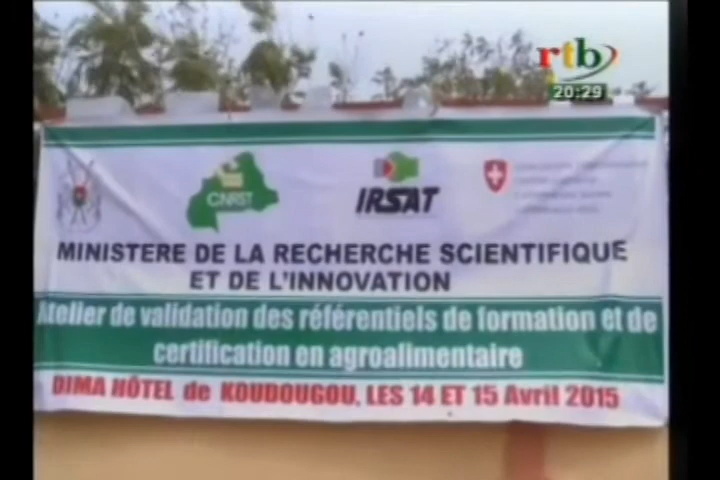 rtb
20:29
CNRST
IRSAT
MINISTERE DE LA RECHERCHE SCIENTIFIQUE
ET DE L'INNOVATION
Atelier de validation des référentiels de formation et de
certification en agroalimentaire
DIMA HÔTEL de KOUDOUGOU, LES 14 ET 15 Avril 2015